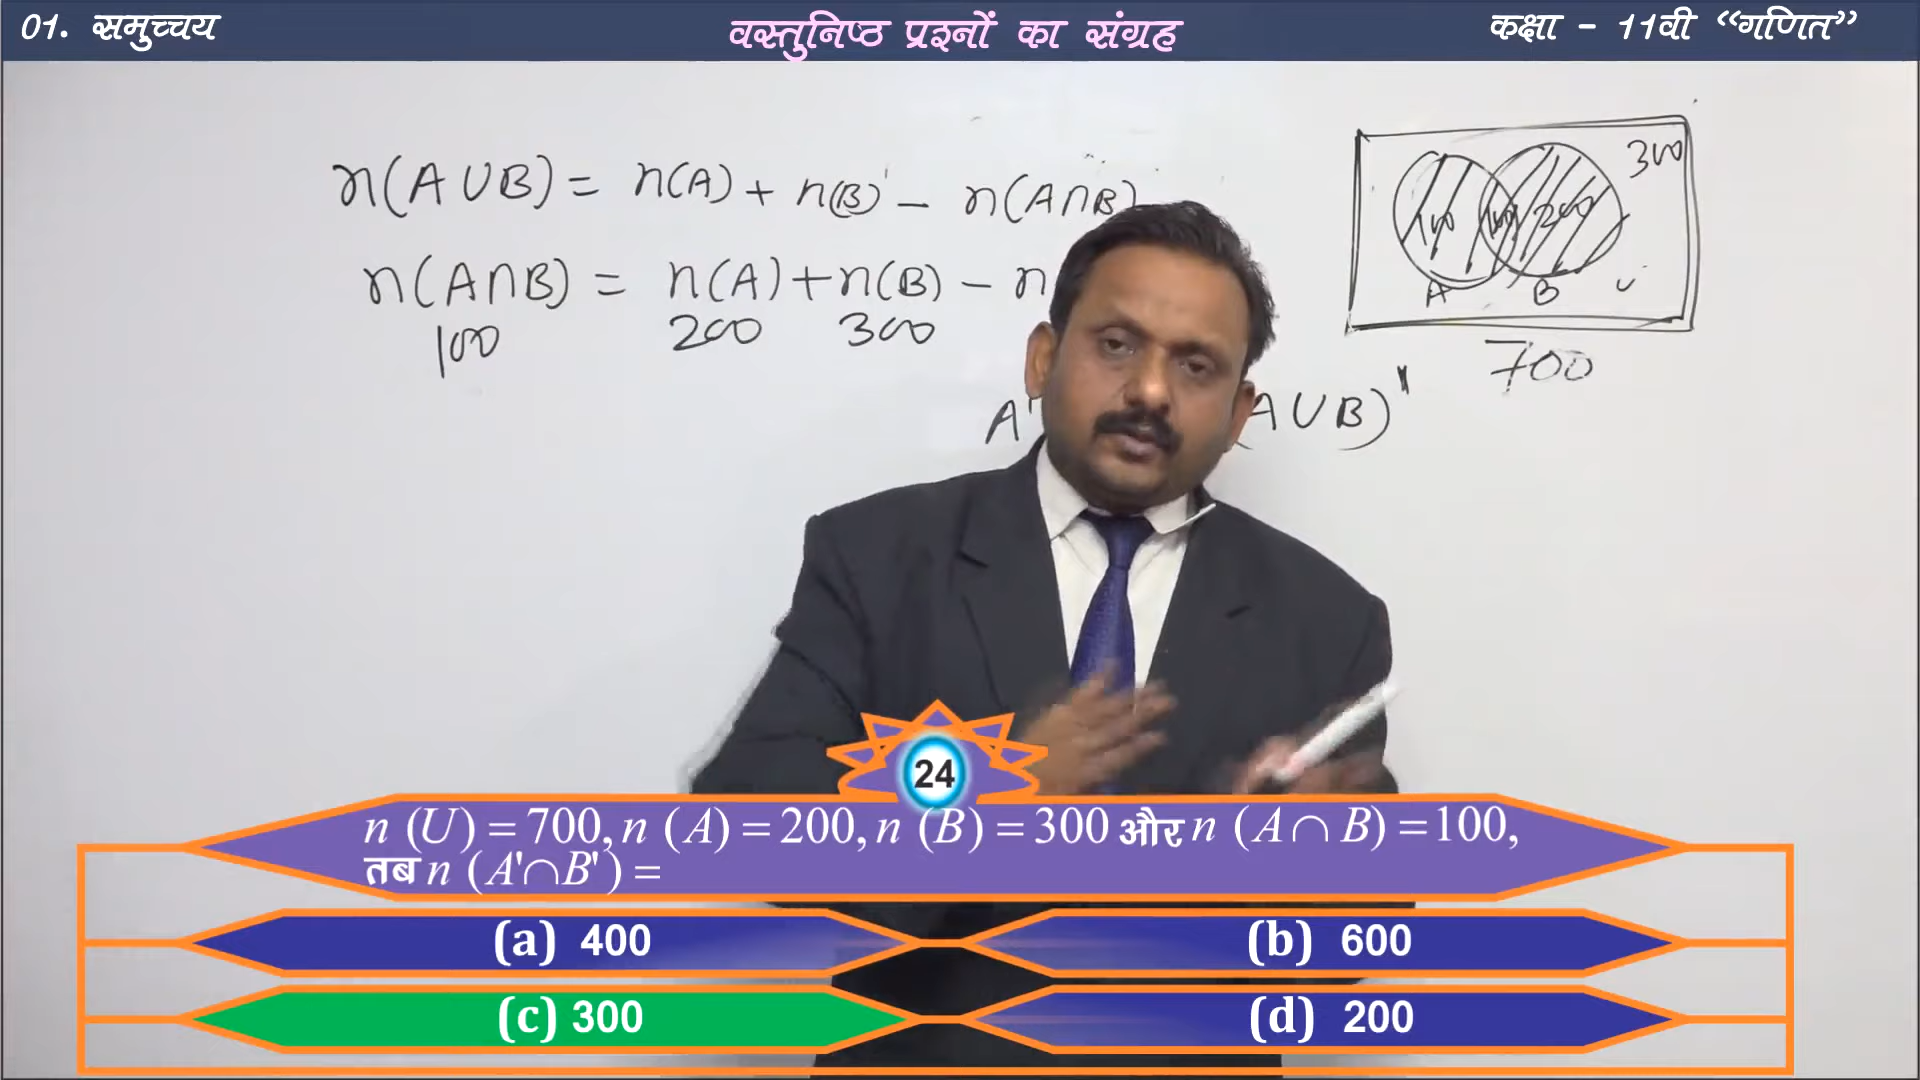 01. समुच्चय
वस्तुनिष्ठ प्रश्नों का संग्रह
कक्षा - 11वी “गणित”
n(A∪B) = n(A) + n(B) - n(A∩B)
n(A∩B) = n(A) + n(B) - n
100 200 300
300
100 200
A B U
700
A' (A∪B)'
24
n (U) = 700, n (A) = 200, n (B) = 300 और n (A∩B) = 100,
तब n (A'∩B') =
(a) 400
(b) 600
(c) 300
(d) 200